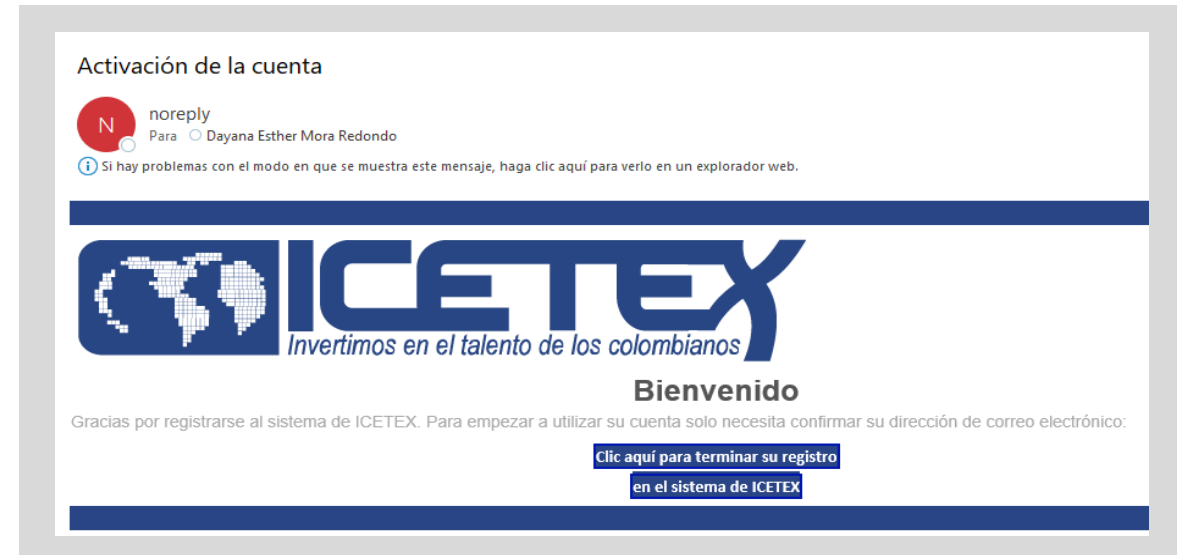 Activación de la cuenta
N
noreply
Para Dayana Esther Mora Redondo
Si hay problemas con el modo en que se muestra este mensaje, haga clic aquí para verlo en un explorador web.
ICETEX
Invertimos en el talento de los colombianos
Bienvenido
Gracias por registrarse al sistema de ICETEX. Para empezar a utilizar su cuenta solo necesita confirmar su dirección de correo electrónico:
Clic aquí para terminar su registro
en el sistema de ICETEX